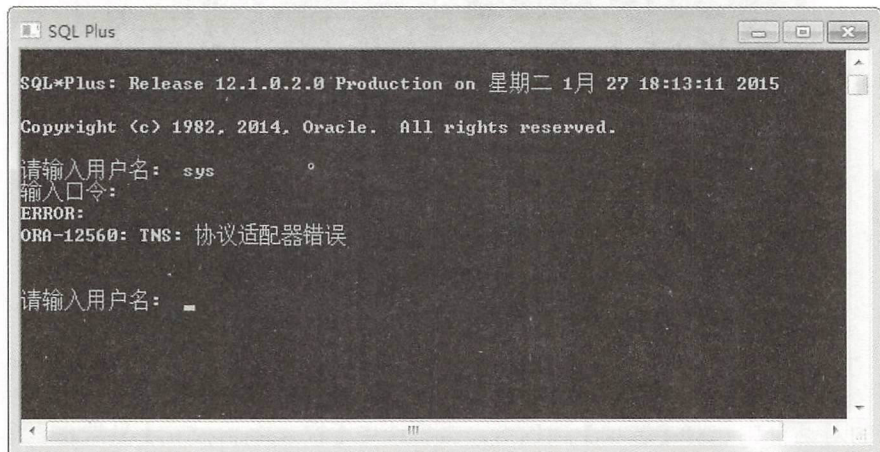 SQL Plus
SQL*Plus: Release 12.1.0.2.0 Production on 星期二 1月 27 18:13:11 2015
Copyright (c) 1982, 2014, Oracle. All rights reserved.
请输入用户名: sys
输入口令:
ERROR:
ORA-12560: TNS: 协议适配器错误
请输入用户名: